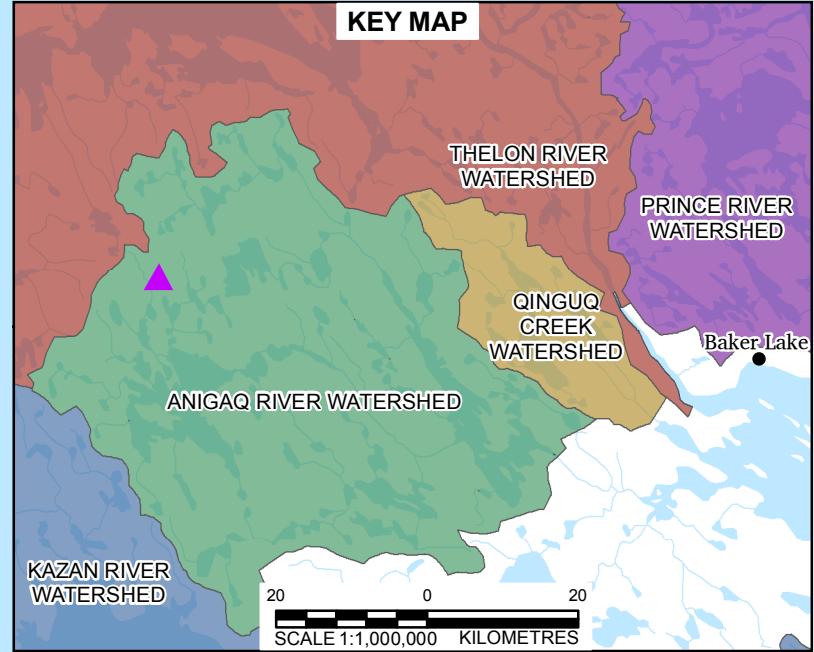 KEY MAP
THELON RIVER
WATERSHED
PRINCE RIVER
WATERSHED
QINGUQ
CREEK
WATERSHED
Baker Lake
ANIGAQ RIVER WATERSHED
KAZAN RIVER
WATERSHED
20 0 20
SCALE 1:1,000,000 KILOMETRES